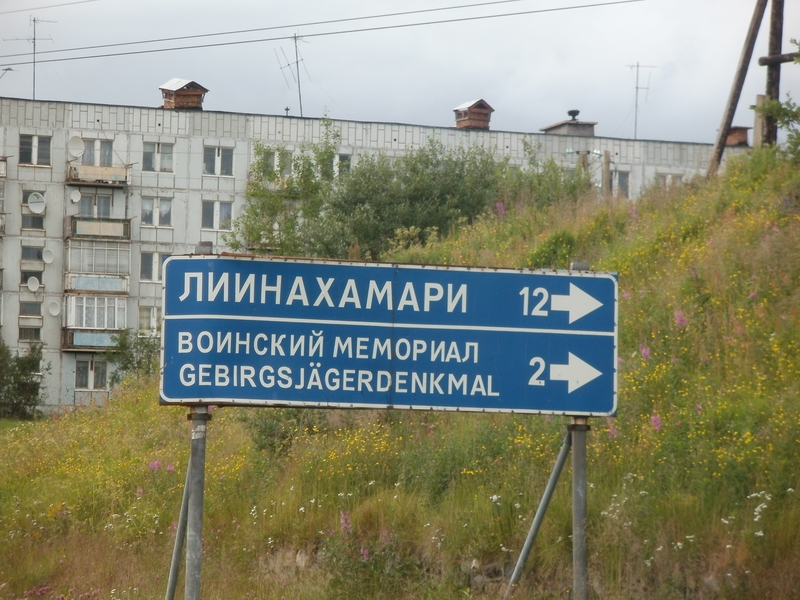 ЛИИНАХАМАРИ 12
ВОИНСКИЙ МЕМОРИАЛ
GEBIRGSJÄGERDENKMAL 2